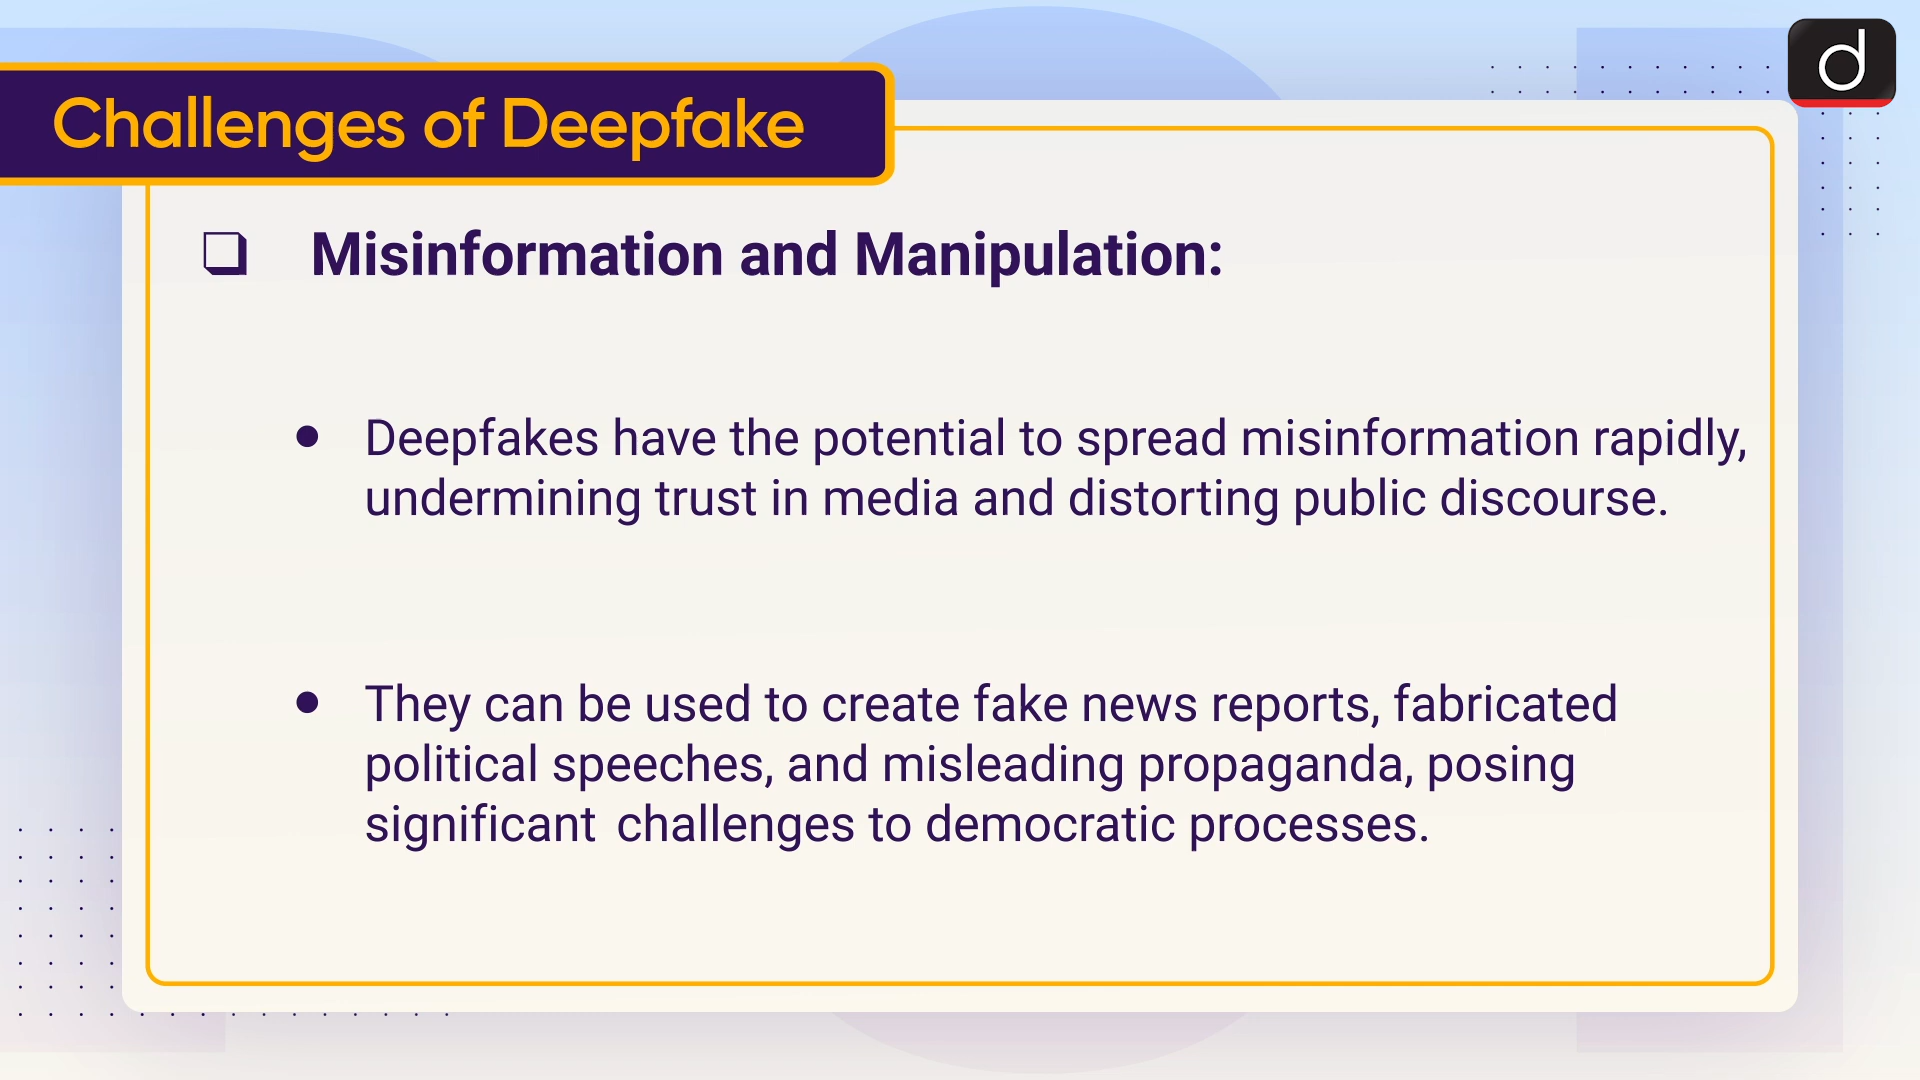 Challenges of Deepfake
d
❑ Misinformation and Manipulation:
● Deepfakes have the potential to spread misinformation rapidly,
undermining trust in media and distorting public discourse.
● They can be used to create fake news reports, fabricated
political speeches, and misleading propaganda, posing
significant challenges to democratic processes.